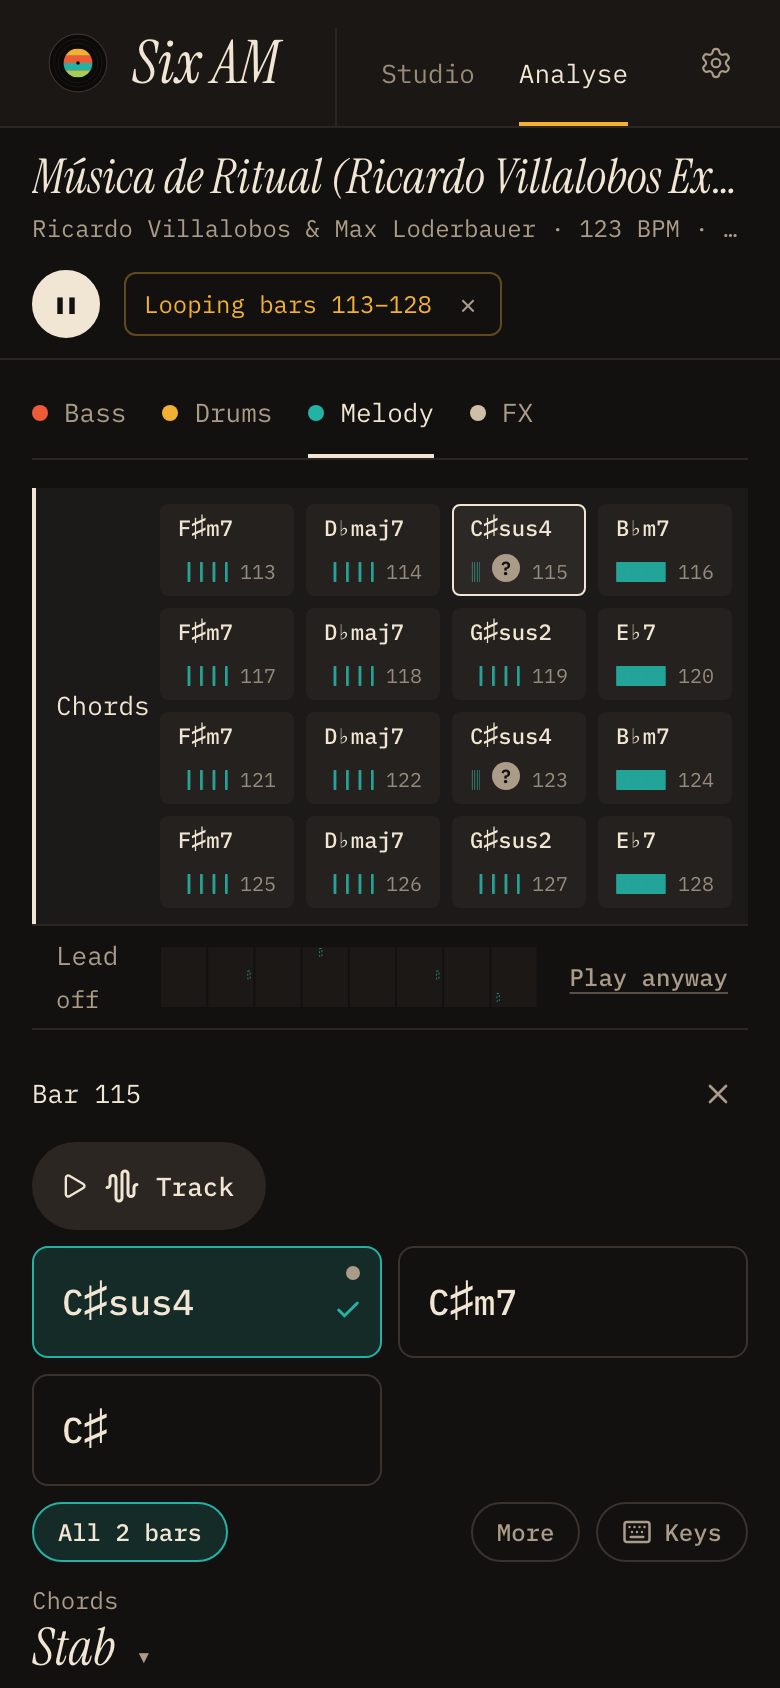 Six AM
Studio
Analyse
Música de Ritual (Ricardo Villalobos Ex…
Ricardo Villalobos & Max Loderbauer · 123 BPM · …
Looping bars 113–128 ×
Bass
Drums
Melody
FX
Chords
F♯m7
113
D♭maj7
114
C♯sus4
? 115
B♭m7
116
F♯m7
117
D♭maj7
118
G♯sus2
119
E♭7
120
F♯m7
121
D♭maj7
122
C♯sus4
? 123
B♭m7
124
F♯m7
125
D♭maj7
126
G♯sus2
127
E♭7
128
Lead
off
Play anyway
Bar 115
Track
C♯sus4
C♯m7
C♯
All 2 bars
More
Keys
Chords
Stab ▾